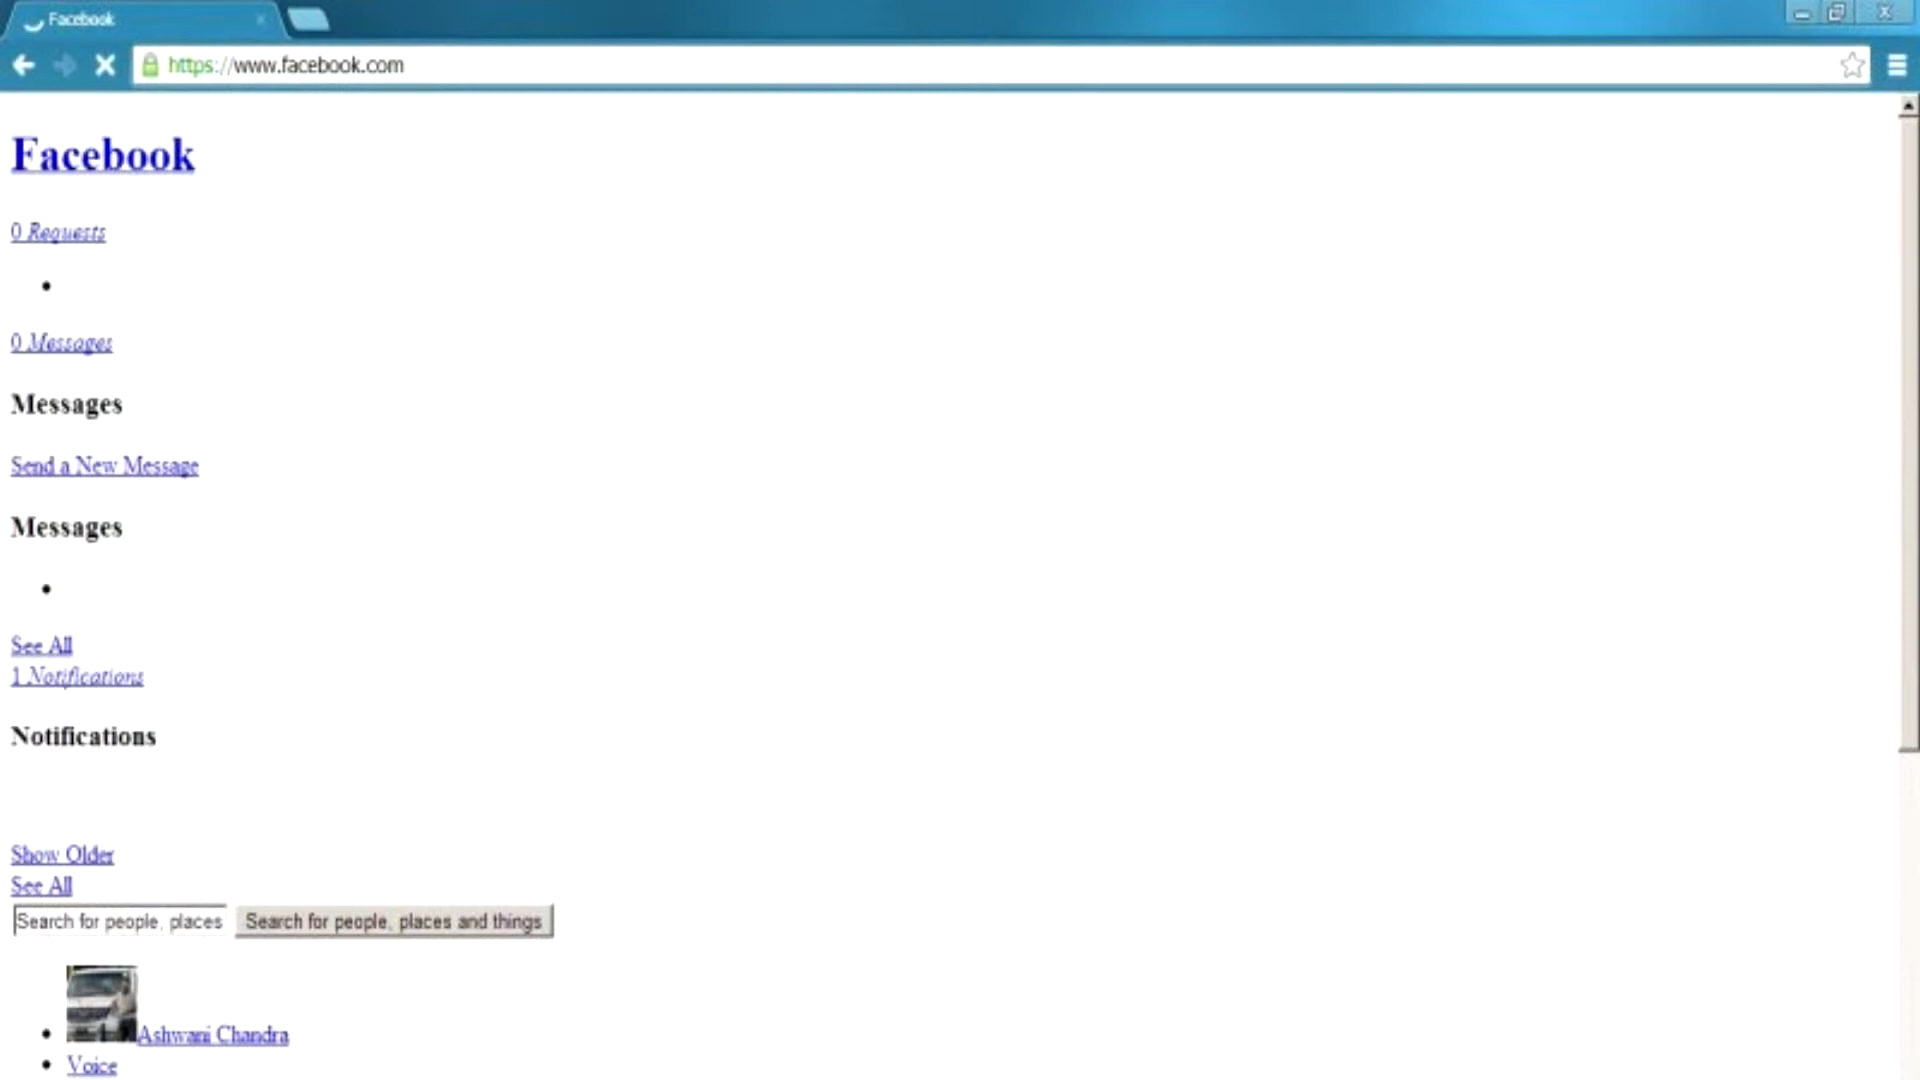 Facebook
https://www.facebook.com
Facebook
0 Requests
0 Messages
Messages
Send a New Message
Messages
See All
1 Notifications
Notifications
Show Older
See All
Search for people, places Search for people, places and things
Ashwani Chandra
Voice